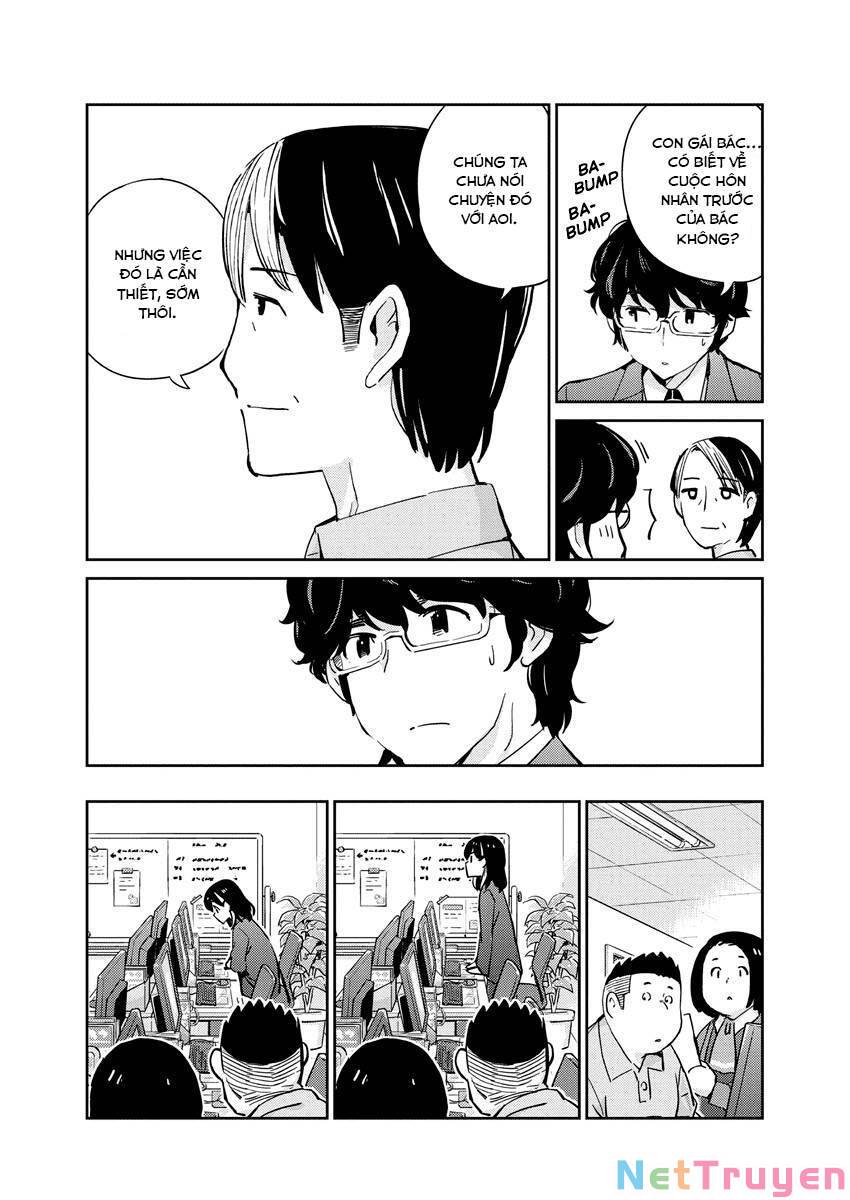 CON GÁI BÁC...
CÓ BIẾT VỀ
CUỘC HÔN
NHÂN TRƯỚC
CỦA BÁC
KHÔNG?
BA-
BUMP
BA-
BUMP
CHÚNG TA
CHƯA NÓI
CHUYỆN ĐÓ
VỚI AOI.
NHƯNG VIỆC
ĐÓ LÀ CẦN
THIẾT, SỚM
THÔI.
NetTruyen